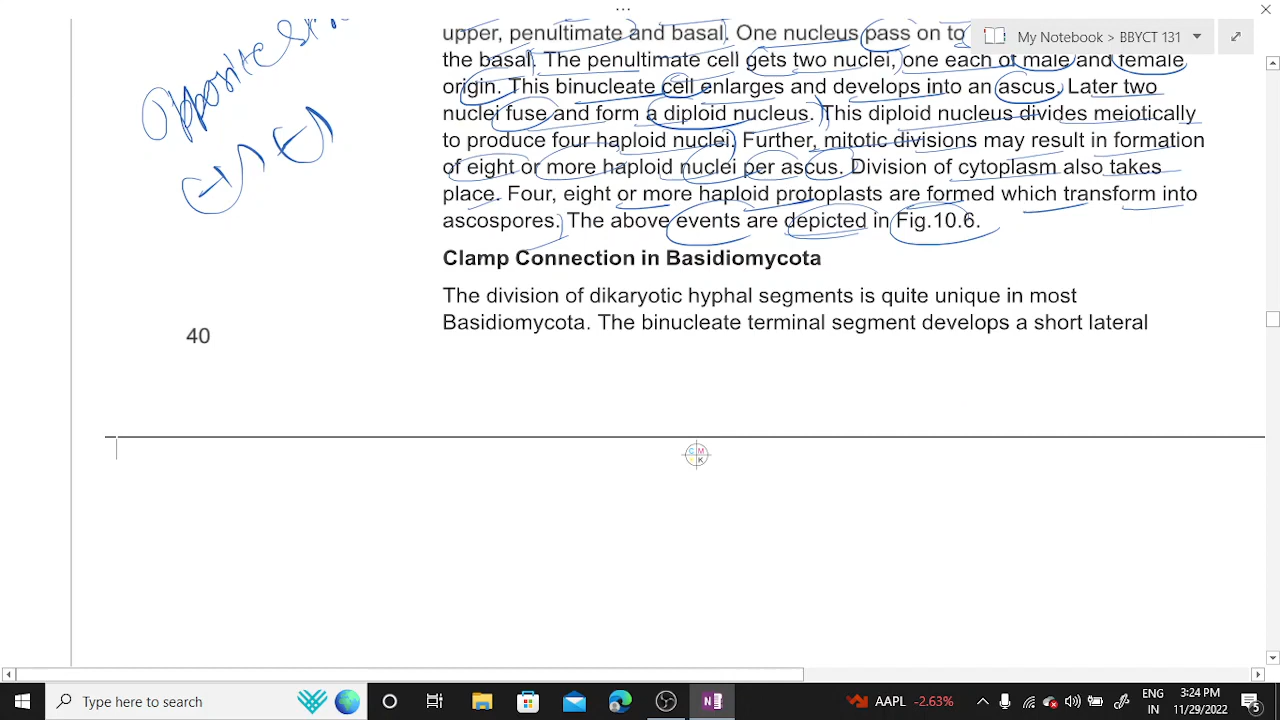 ...
My Notebook > BBYCT 131
Opposite
(+) (-)
upper, penultimate and basal. One nucleus pass on to
the basal. The penultimate cell gets two nuclei, one each of male and female
origin. This binucleate cell enlarges and develops into an ascus. Later two
nuclei fuse and form a diploid nucleus. This diploid nucleus divides meiotically
to produce four haploid nuclei. Further, mitotic divisions may result in formation
of eight or more haploid nuclei per ascus. Division of cytoplasm also takes
place. Four, eight or more haploid protoplasts are formed which transform into
ascospores. The above events are depicted in Fig.10.6.
Clamp Connection in Basidiomycota
The division of dikaryotic hyphal segments is quite unique in most
Basidiomycota. The binucleate terminal segment develops a short lateral
40
C M
K
Type here to search
AAPL -2.63%
ENG
IN
3:24 PM
11/29/2022
5